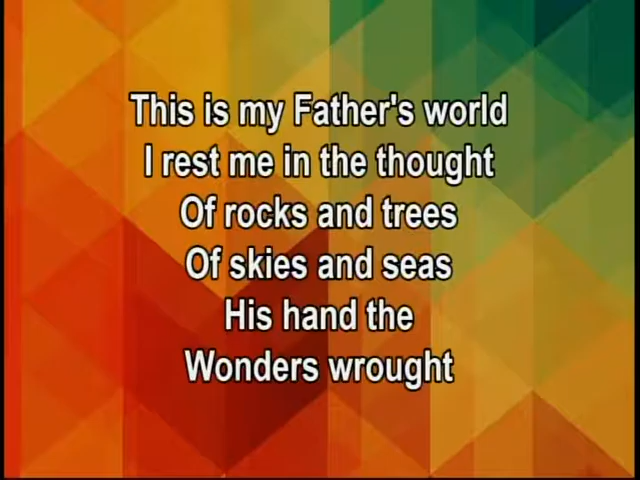 This is my Father's world
I rest me in the thought
Of rocks and trees
Of skies and seas
His hand the
Wonders wrought